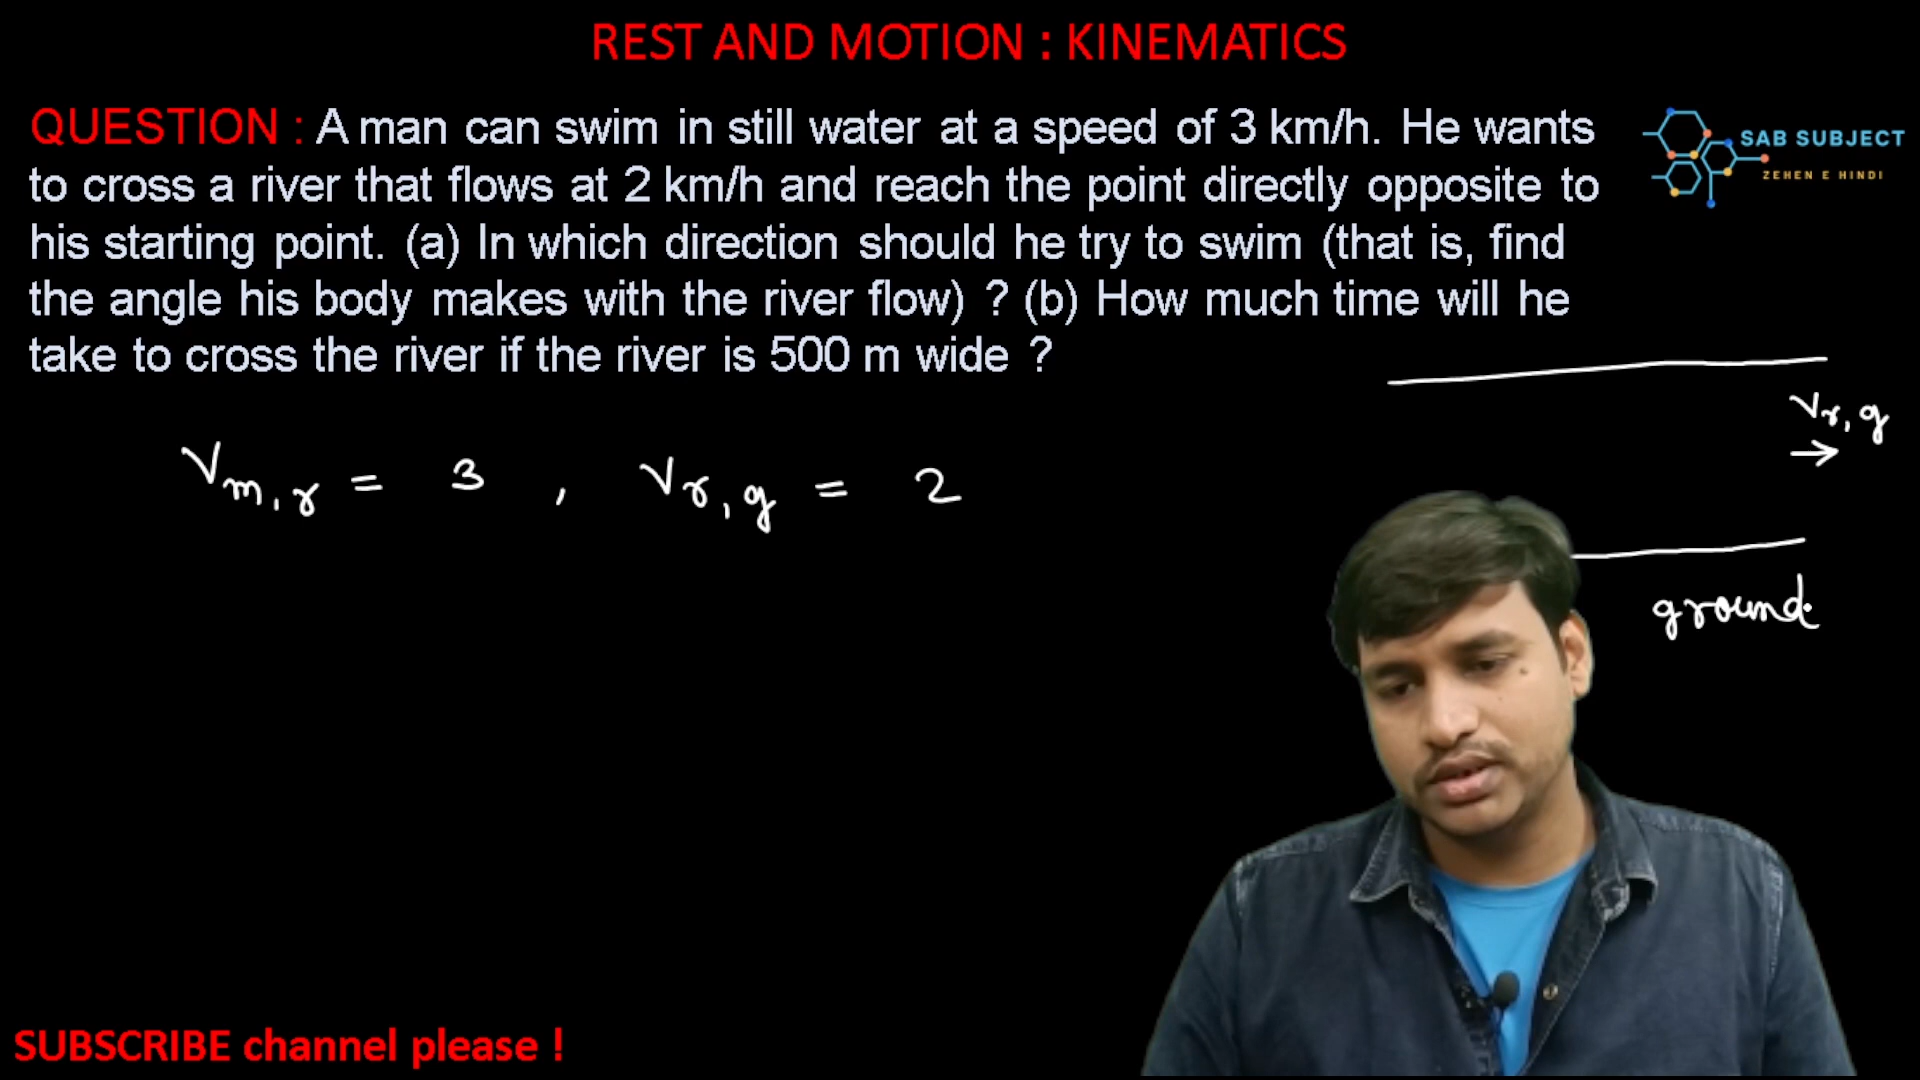 REST AND MOTION : KINEMATICS
QUESTION : A man can swim in still water at a speed of 3 km/h. He wants
to cross a river that flows at 2 km/h and reach the point directly opposite to
his starting point. (a) In which direction should he try to swim (that is, find
the angle his body makes with the river flow) ? (b) How much time will he
take to cross the river if the river is 500 m wide ?
SAB SUBJECT
ZEHEN E HINDI
Vr,g
→
Vm,r = 3 , Vr,g = 2
ground.
SUBSCRIBE channel please !